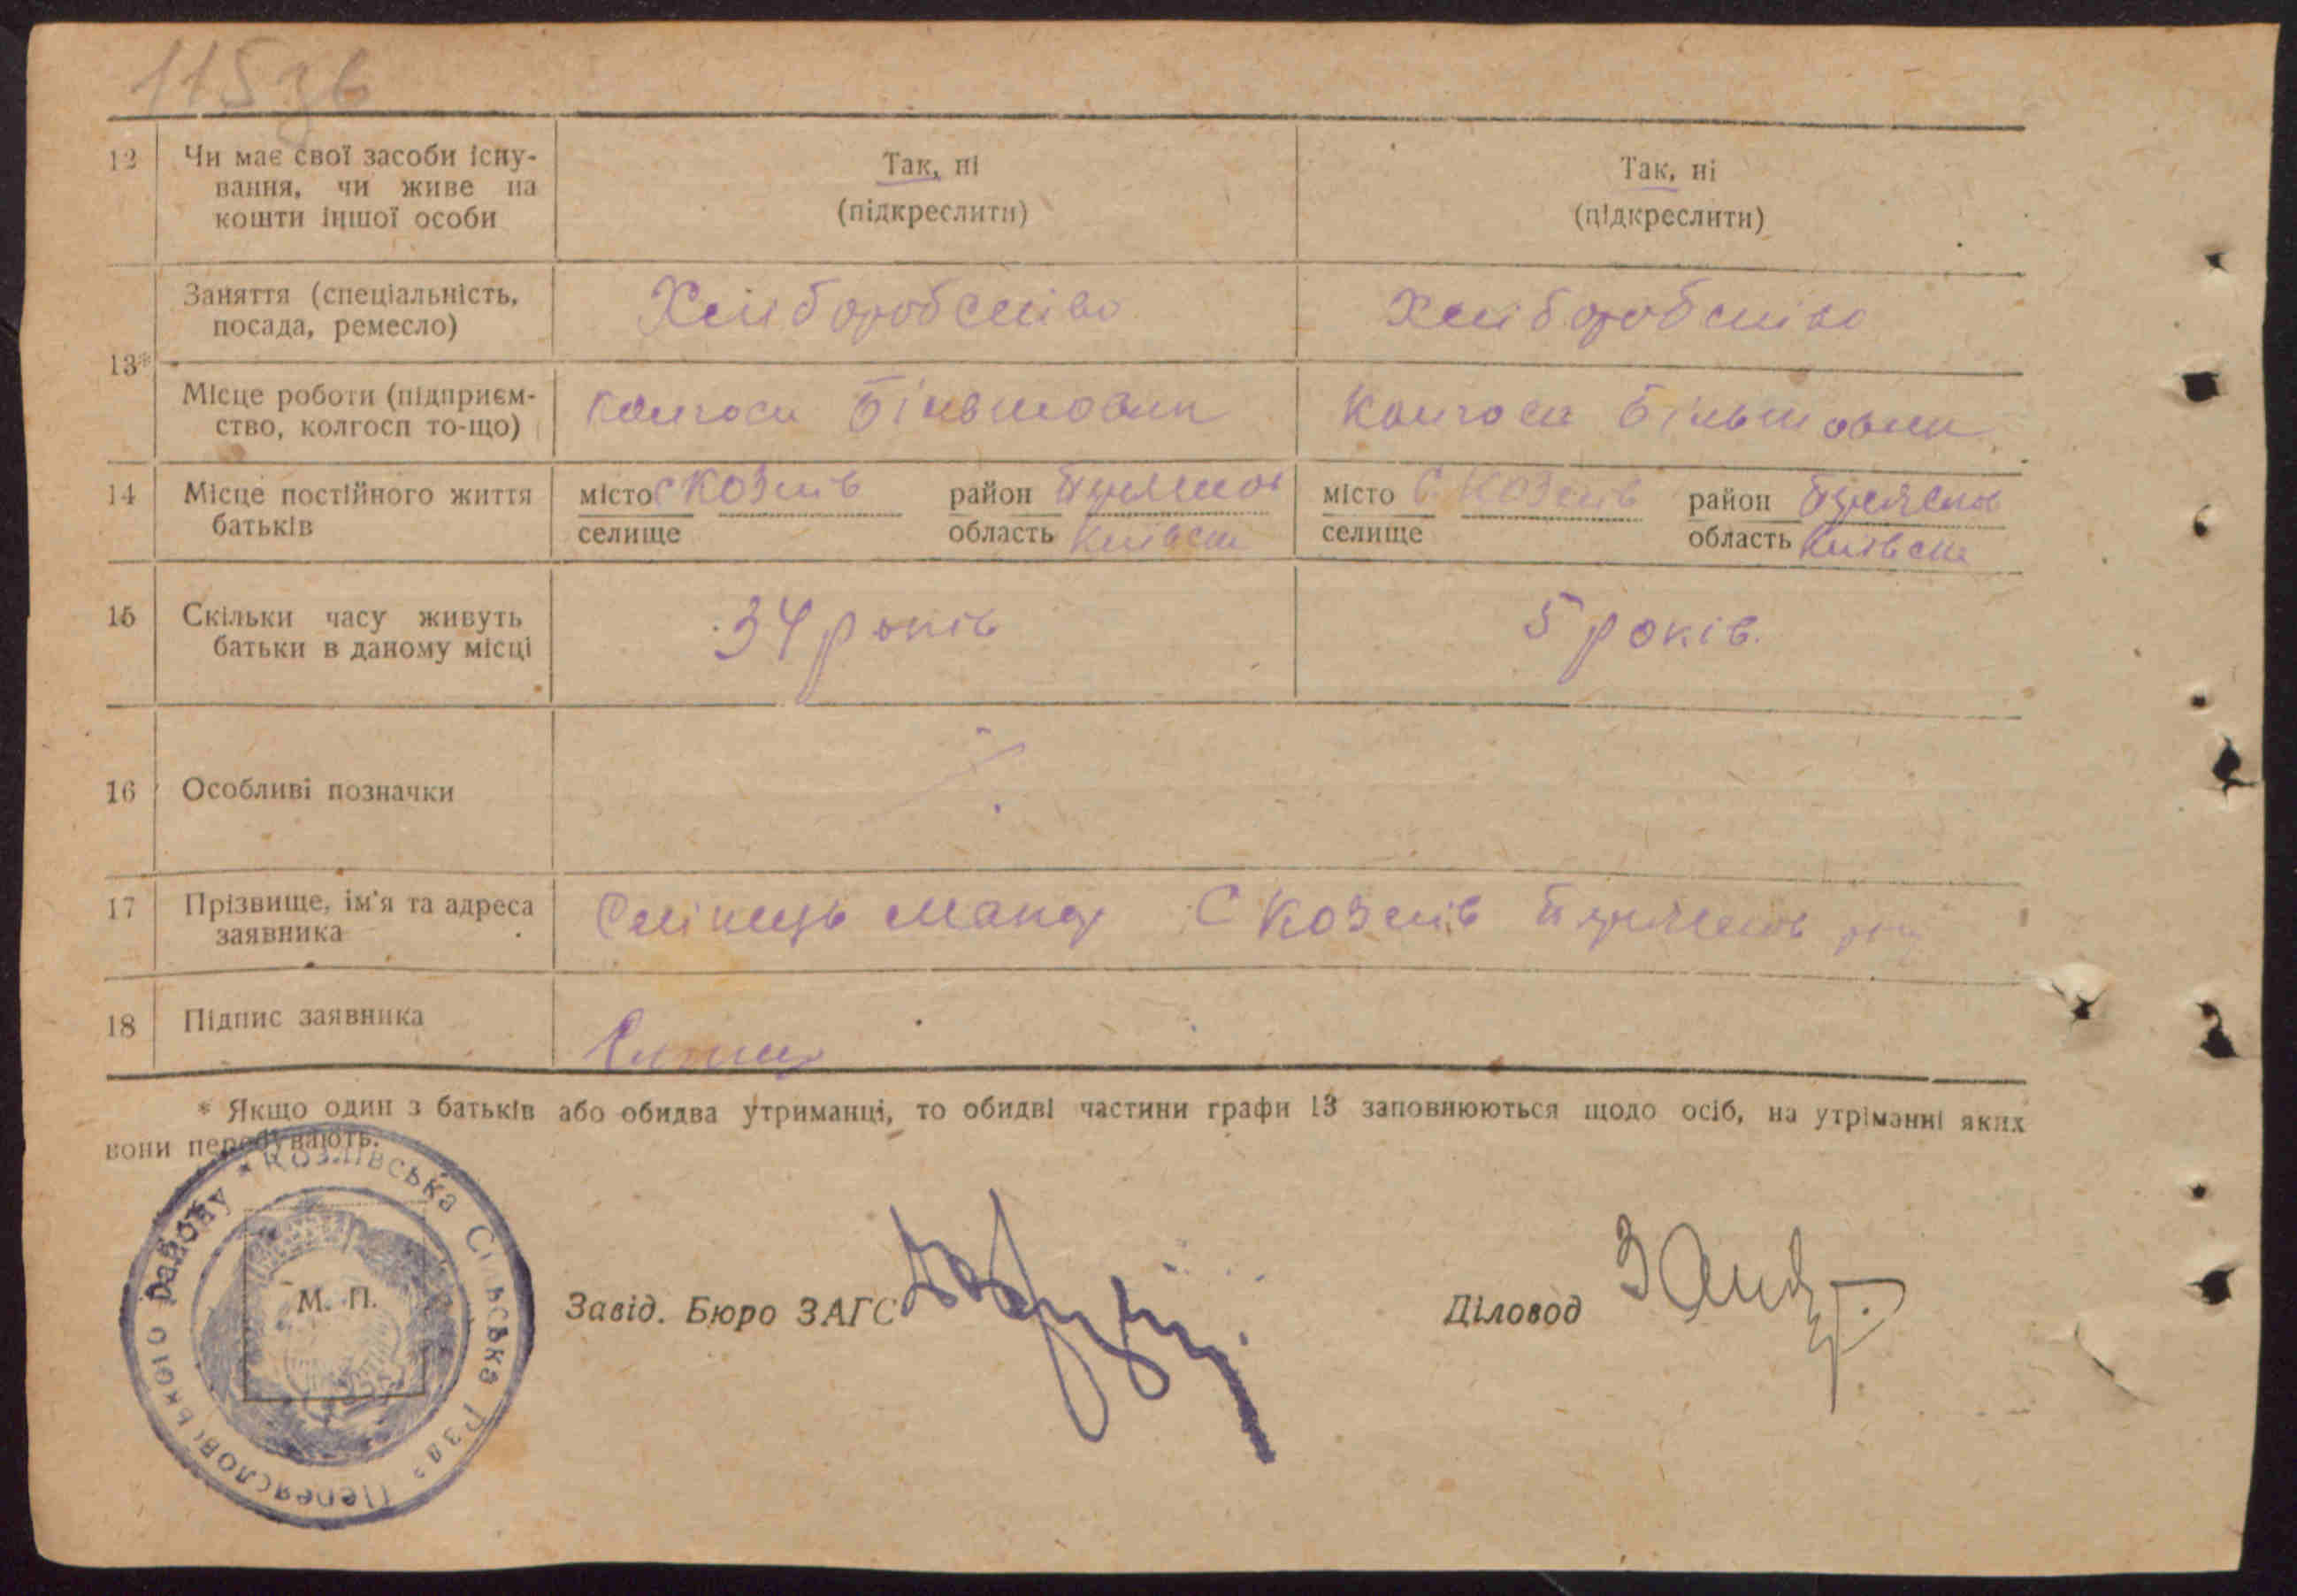 115зв
12 Чи має свої засоби існу-
вання, чи живе на
кошти іншої особи
Так, ні
(підкреслити)
Так, ні
(підкреслити)
13*
Заняття (спеціальність,
посада, ремесло)
Хліборобство
Хліборобство
Місце роботи (підприєм-
ство, колгосп то-що)
Колгосп Більшовик
Колгосп Більшовик
14 Місце постійного життя
батьків
місто с Козлів район
селище область Київськ
місто с. Козлів район
селище область Київськ
15 Скільки часу живуть
батьки в даному місці
34 років
5 років.
16 Особливі позначки
17 Прізвище, ім'я та адреса
заявника
с Козлів
18 Підпис заявника
* Якщо один з батьків або обидва утриманці, то обидві частини графи 13 заповнюються щодо осіб, на утріманні яких
вони перебувають.
Козлівська Сільська Рада Переяславського району
М. П.
Завід. Бюро ЗАГС
Діловод